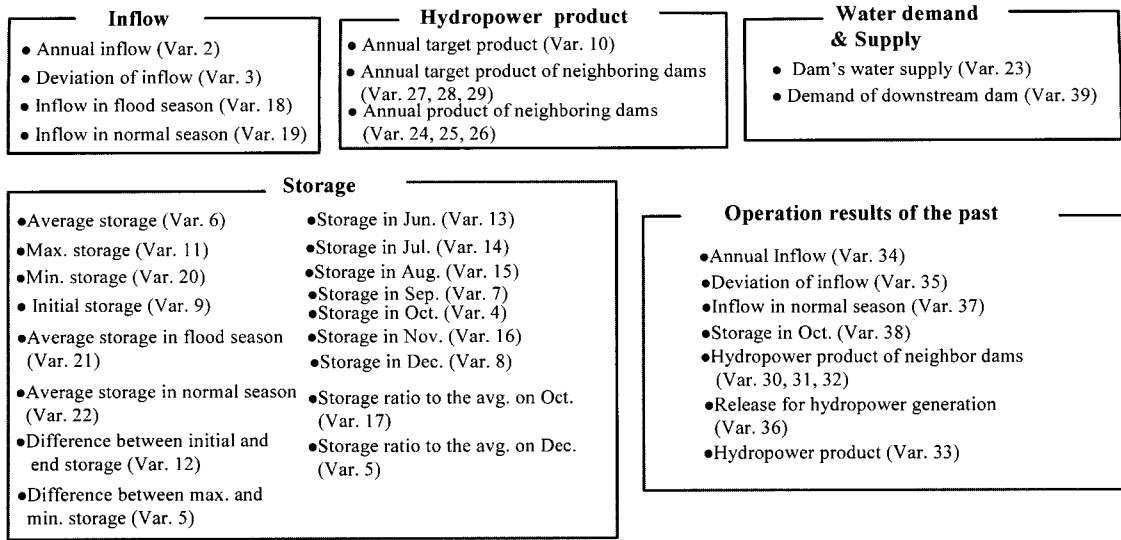 Inflow
● Annual inflow (Var. 2)
● Deviation of inflow (Var. 3)
● Inflow in flood season (Var. 18)
● Inflow in normal season (Var. 19)
Hydropower product
● Annual target product (Var. 10)
● Annual target product of neighboring dams
(Var. 27, 28, 29)
● Annual product of neighboring dams
(Var. 24, 25, 26)
Water demand
& Supply
● Dam's water supply (Var. 23)
● Demand of downstream dam (Var. 39)
Storage
●Average storage (Var. 6)
●Max. storage (Var. 11)
●Min. storage (Var. 20)
● Initial storage (Var. 9)
●Average storage in flood season
(Var. 21)
●Average storage in normal season
(Var. 22)
●Difference between initial and
end storage (Var. 12)
●Difference between max. and
min. storage (Var. 5)
●Storage in Jun. (Var. 13)
●Storage in Jul. (Var. 14)
●Storage in Aug. (Var. 15)
●Storage in Sep. (Var. 7)
●Storage in Oct. (Var. 4)
●Storage in Nov. (Var. 16)
●Storage in Dec. (Var. 8)
●Storage ratio to the avg. on Oct.
(Var. 17)
●Storage ratio to the avg. on Dec.
(Var. 5)
Operation results of the past
●Annual Inflow (Var. 34)
●Deviation of inflow (Var. 35)
●Inflow in normal season (Var. 37)
●Storage in Oct. (Var. 38)
●Hydropower product of neighbor dams
(Var. 30, 31, 32)
●Release for hydropower generation
(Var. 36)
●Hydropower product (Var. 33)